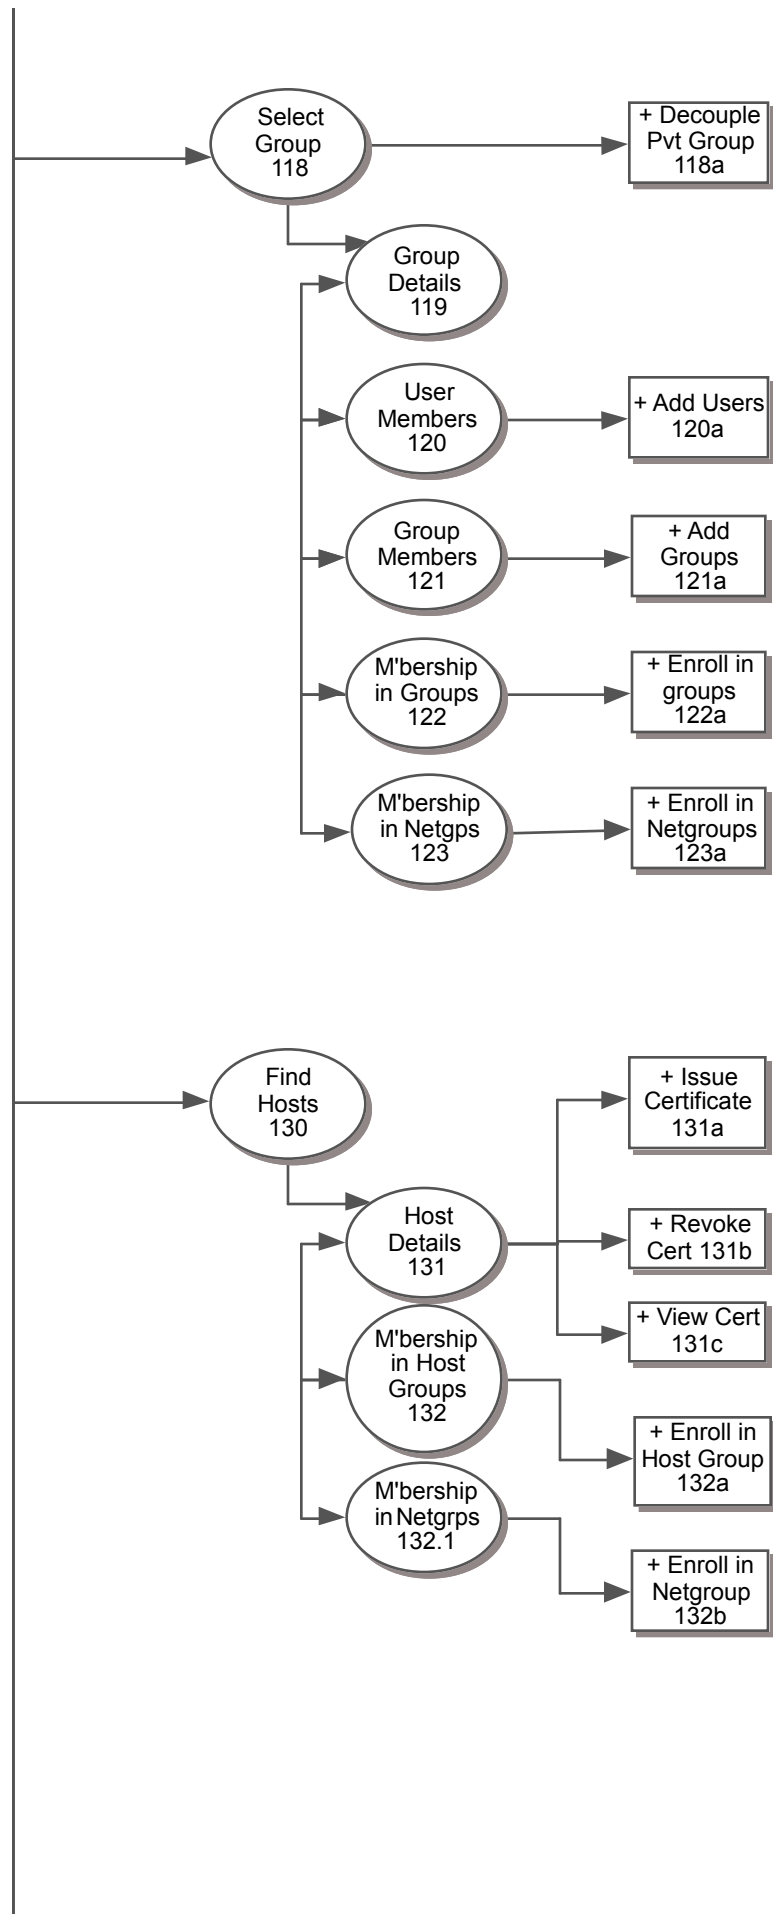 Select
Group
118
+ Decouple
Pvt Group
118a
Group
Details
119
User
Members
120
+ Add Users
120a
Group
Members
121
+ Add
Groups
121a
M'bership
in Groups
122
+ Enroll in
groups
122a
M'bership
in Netgps
123
+ Enroll in
Netgroups
123a
Find
Hosts
130
+ Issue
Certificate
131a
Host
Details
131
+ Revoke
Cert 131b
+ View Cert
131c
M'bership
in Host
Groups
132
+ Enroll in
Host Group
132a
M'bership
in Netgrps
132.1
+ Enroll in
Netgroup
132b